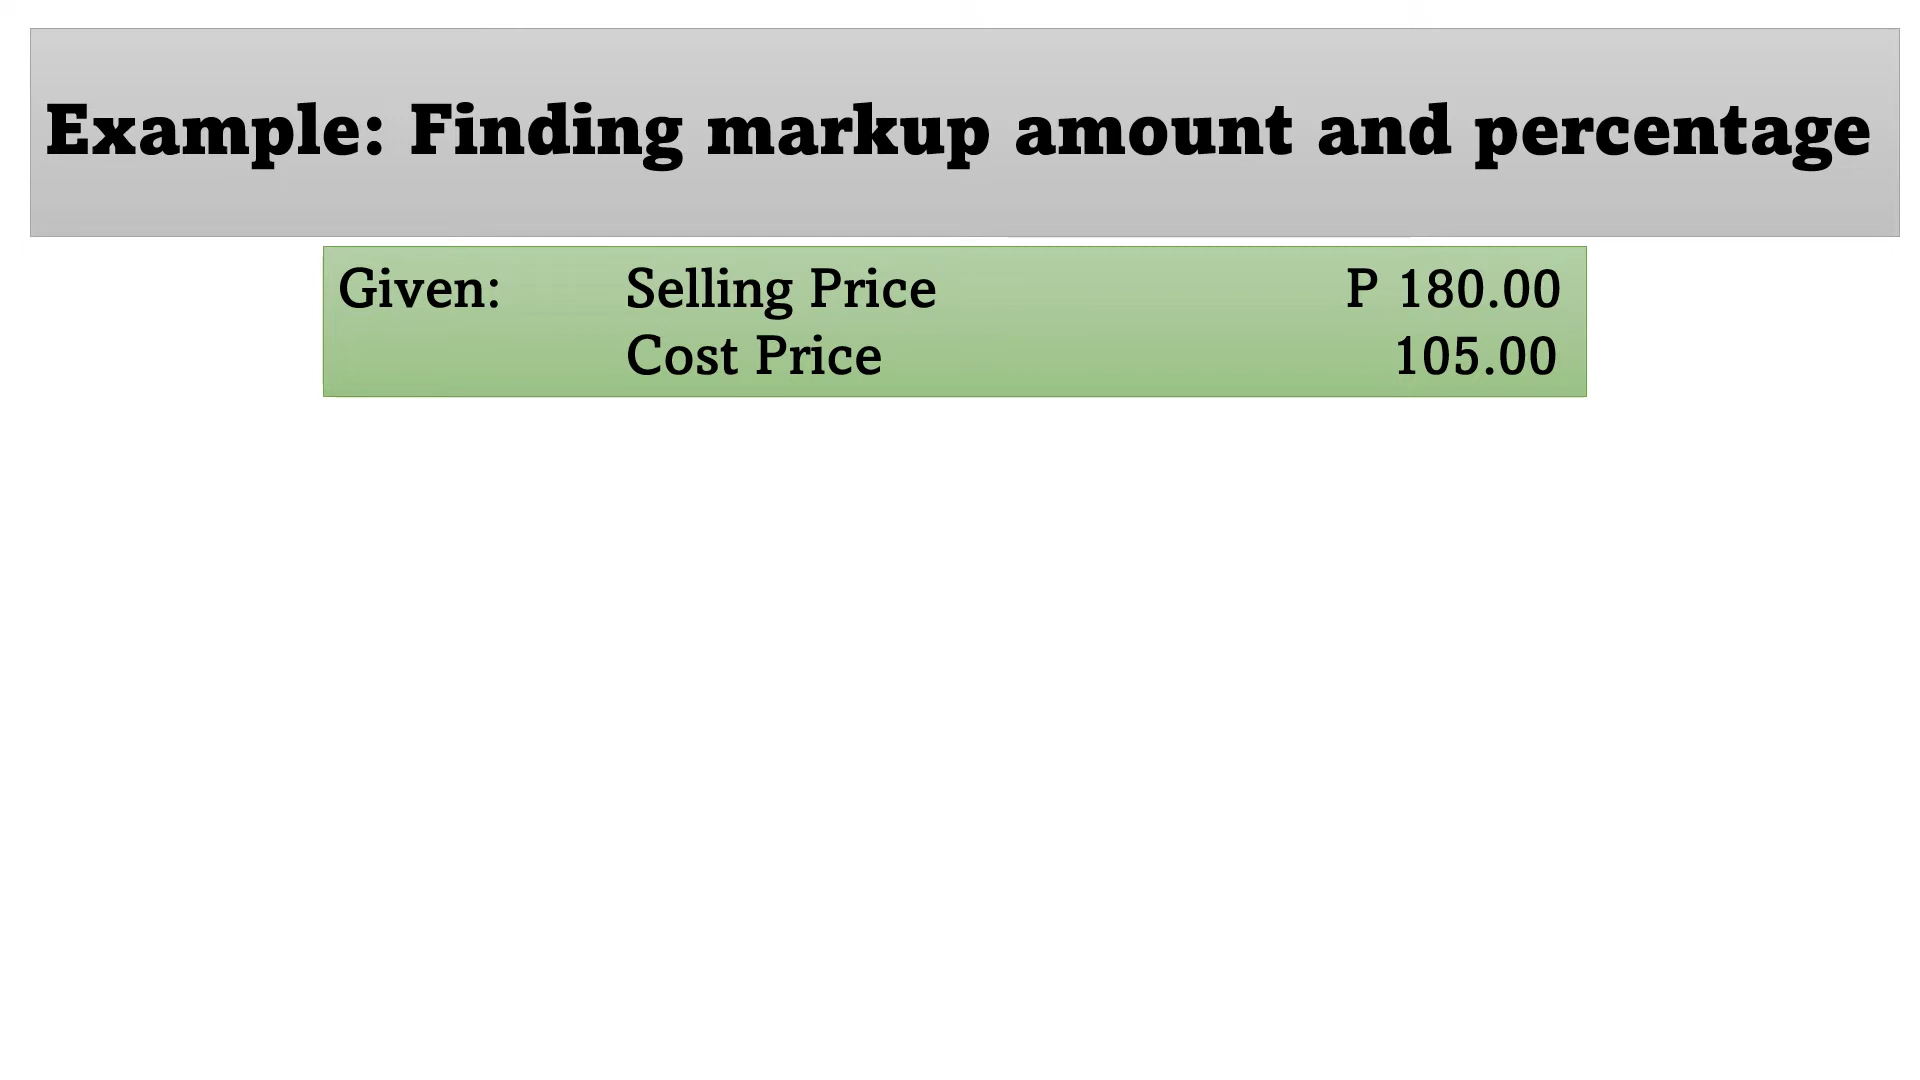 Example: Finding markup amount and percentage
Given: Selling Price P 180.00
Cost Price 105.00